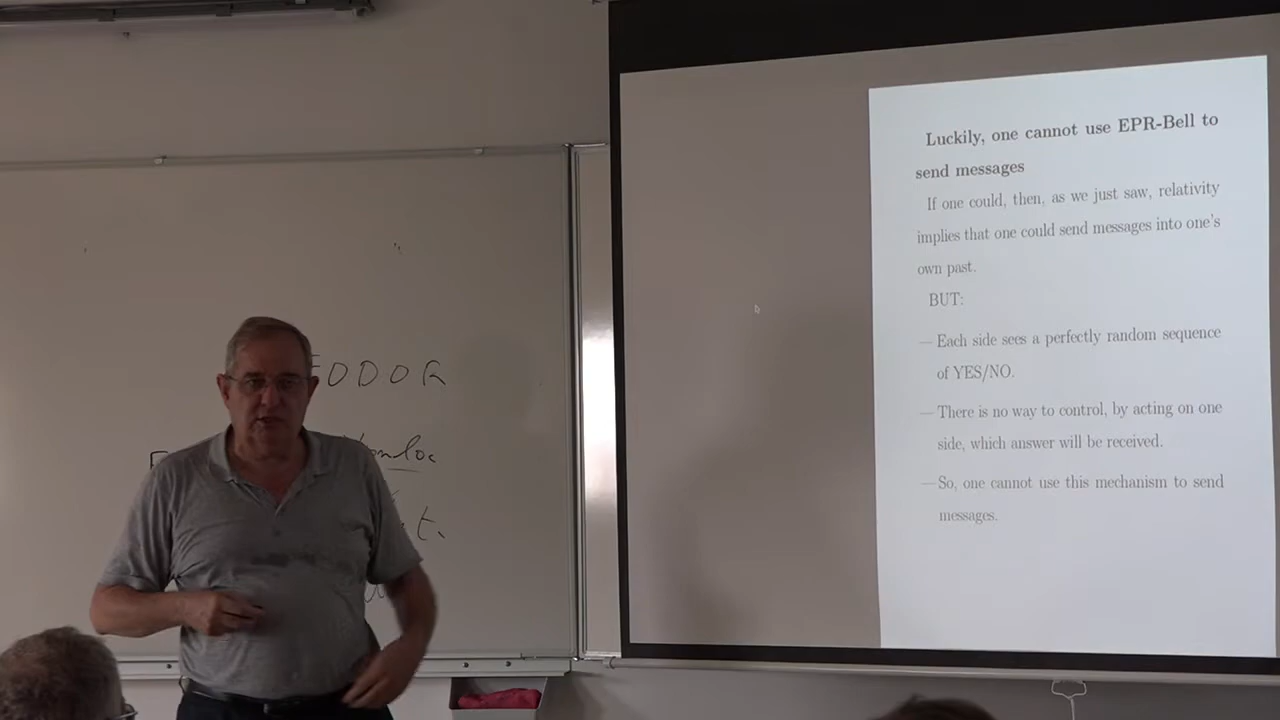 ODOR
onloc
t.
Luckily, one cannot use EPR-Bell to
send messages
If one could, then, as we just saw, relativity
implies that one could send messages into one's
own past.
BUT:
— Each side sees a perfectly random sequence
of YES/NO.
— There is no way to control, by acting on one
side, which answer will be received.
— So, one cannot use this mechanism to send
messages.